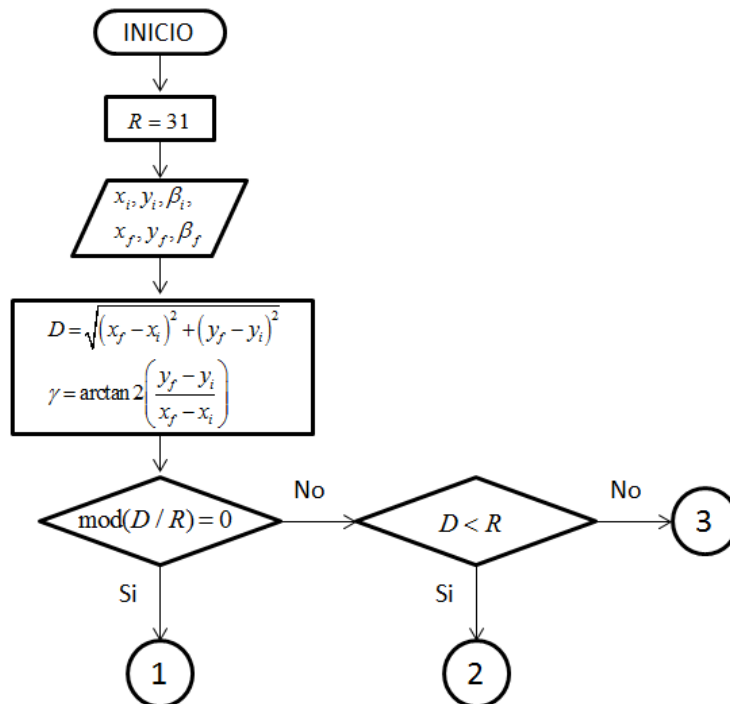 INICIO
R = 31
x_i, y_i, β_i,
x_f, y_f, β_f
D = √((x_f − x_i)² + (y_f − y_i)²)
γ = arctan 2((y_f − y_i)/(x_f − x_i))
mod(D / R) = 0
No
D < R
No
3
Si
Si
1
2